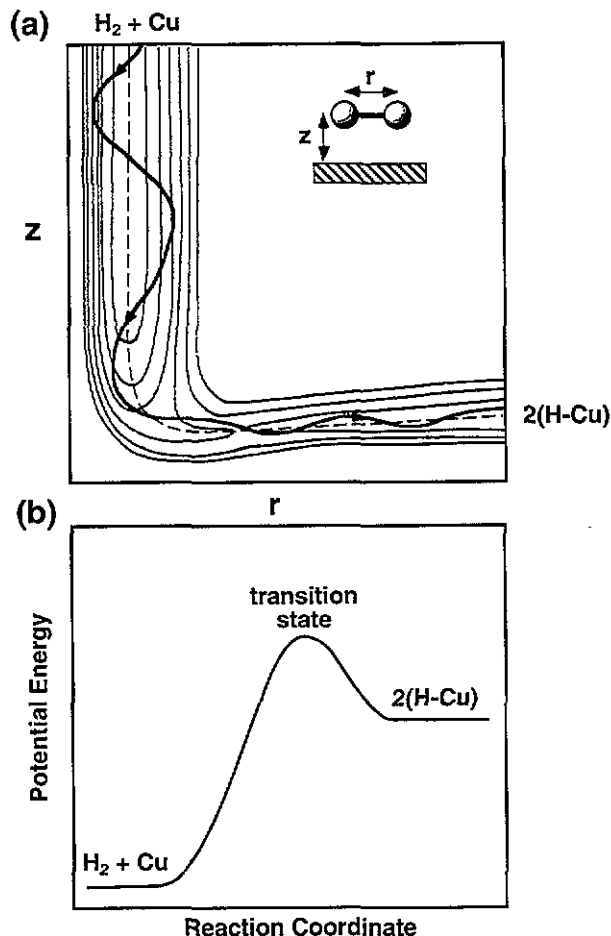 (a)
H₂ + Cu
r
z
z
2(H-Cu)
r
(b)
transition
state
2(H-Cu)
Potential Energy
H₂ + Cu
Reaction Coordinate